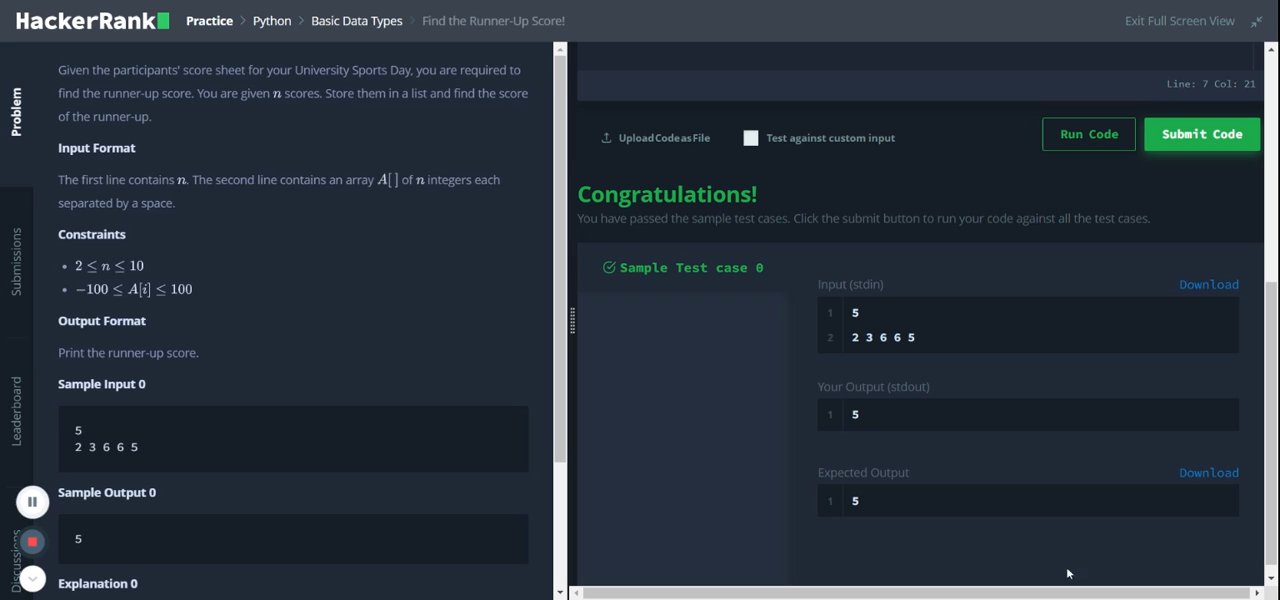 HackerRank
Practice > Python > Basic Data Types > Find the Runner-Up Score!
Exit Full Screen View
Problem
Submissions
Leaderboard
Discussions
Given the participants' score sheet for your University Sports Day, you are required to
find the runner-up score. You are given n scores. Store them in a list and find the score
of the runner-up.
Input Format
The first line contains n. The second line contains an array A[] of n integers each
separated by a space.
Constraints
• 2 ≤ n ≤ 10
• −100 ≤ A[i] ≤ 100
Output Format
Print the runner-up score.
Sample Input 0
5
2 3 6 6 5
Sample Output 0
5
Explanation 0
Line: 7 Col: 21
UploadCodeasFile
Test against custom input
Run Code
Submit Code
Congratulations!
You have passed the sample test cases. Click the submit button to run your code against all the test cases.
Sample Test case 0
Input (stdin)
Download
1 5
2 2 3 6 6 5
Your Output (stdout)
1 5
Expected Output
Download
1 5